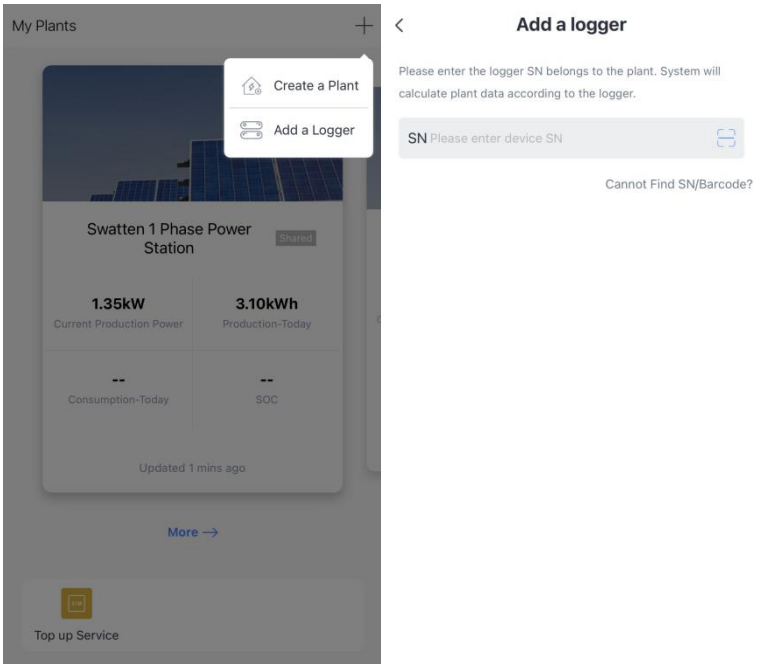 My Plants
Create a Plant
Add a Logger
Swatten 1 Phase Power
Station
Shared
1.35kW
Current Production Power
3.10kWh
Production-Today
--
Consumption-Today
--
SOC
Updated 1 mins ago
More →
Top up Service
Add a logger
Please enter the logger SN belongs to the plant. System will
calculate plant data according to the logger.
SN Please enter device SN
Cannot Find SN/Barcode?